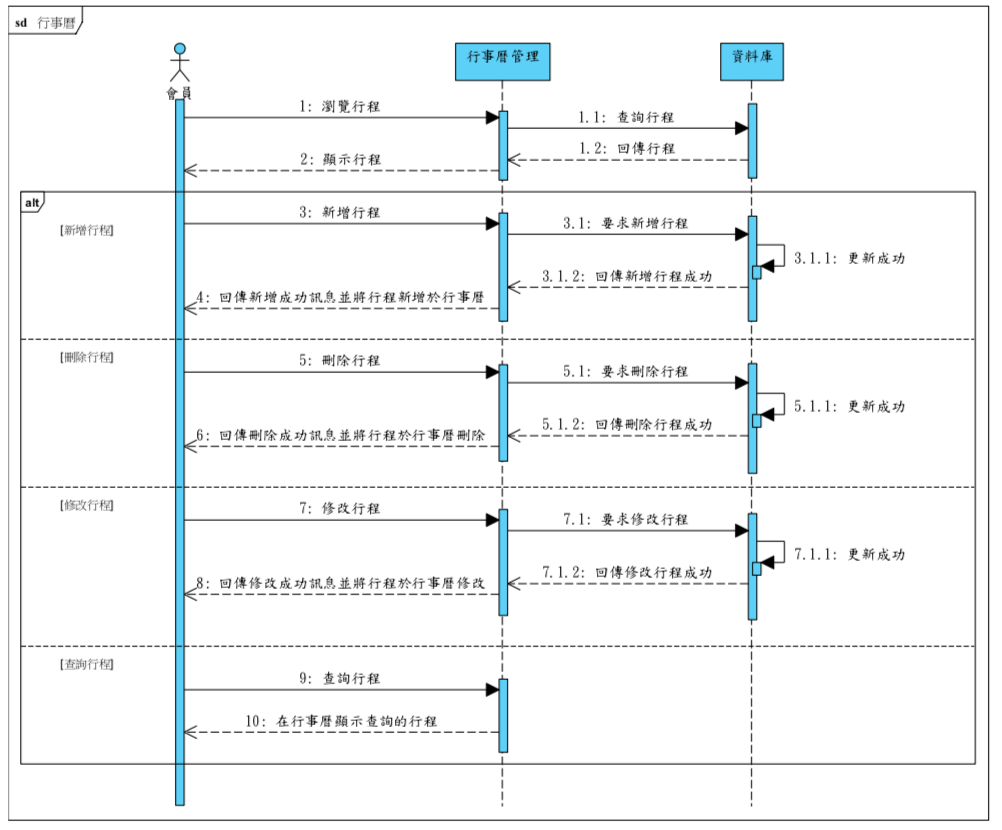 sd 行事曆
會員
行事曆管理
資料庫
1: 瀏覽行程
1.1: 查詢行程
1.2: 回傳行程
2: 顯示行程
alt
[新增行程]
3: 新增行程
3.1: 要求新增行程
3.1.1: 更新成功
3.1.2: 回傳新增行程成功
4: 回傳新增成功訊息並將行程新增於行事曆
[刪除行程]
5: 刪除行程
5.1: 要求刪除行程
5.1.1: 更新成功
5.1.2: 回傳刪除行程成功
6: 回傳刪除成功訊息並將行程於行事曆刪除
[修改行程]
7: 修改行程
7.1: 要求修改行程
7.1.1: 更新成功
7.1.2: 回傳修改行程成功
8: 回傳修改成功訊息並將行程於行事曆修改
[查詢行程]
9: 查詢行程
10: 在行事曆顯示查詢的行程